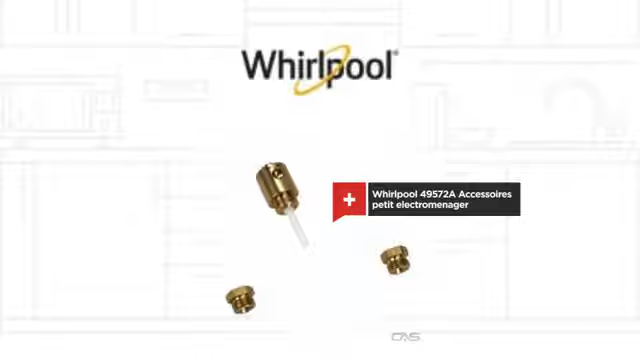 Whirlpool®
Whirlpool 49572A Accessoires
petit electromenager
CAS